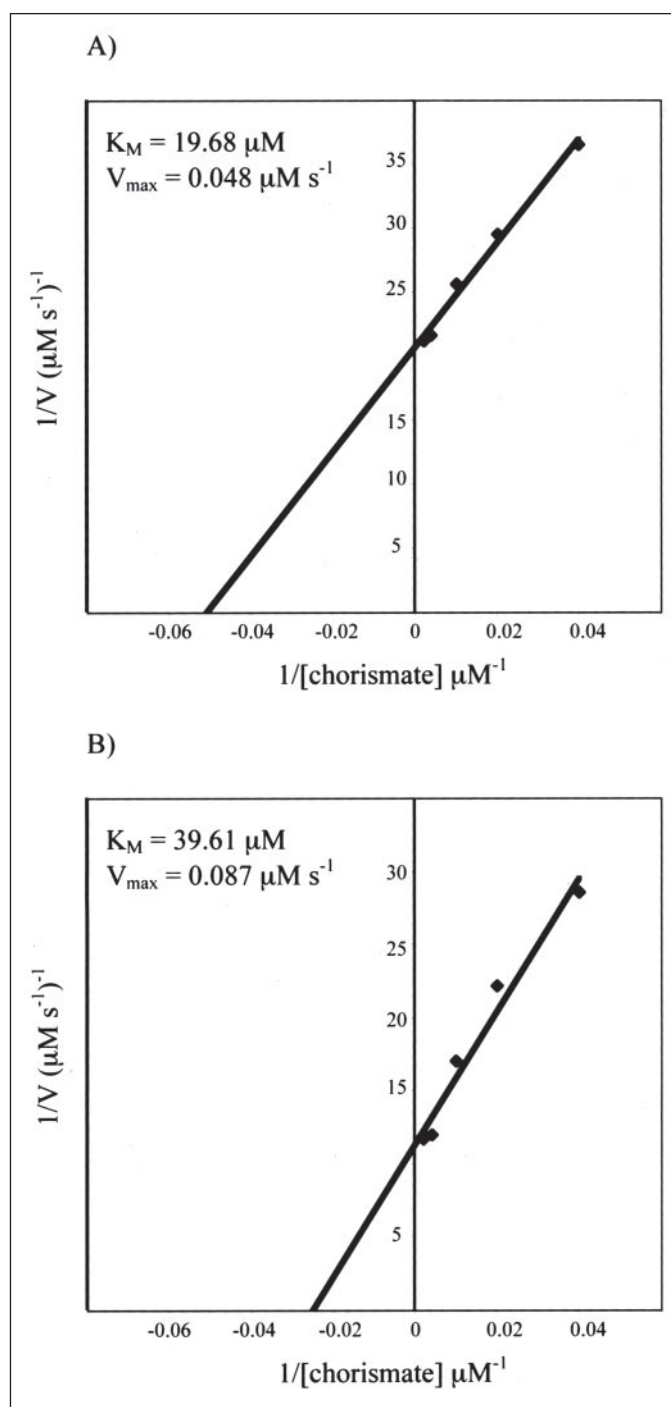 A)
K_M = 19.68 µM
V_max = 0.048 µM s⁻¹
35
30
25
15
10
5
1/V (µM s⁻¹)⁻¹
-0.06 -0.04 -0.02 0 0.02 0.04
1/[chorismate] µM⁻¹
B)
K_M = 39.61 µM
V_max = 0.087 µM s⁻¹
30
25
20
15
5
1/V (µM s⁻¹)⁻¹
-0.06 -0.04 -0.02 0 0.02 0.04
1/[chorismate] µM⁻¹